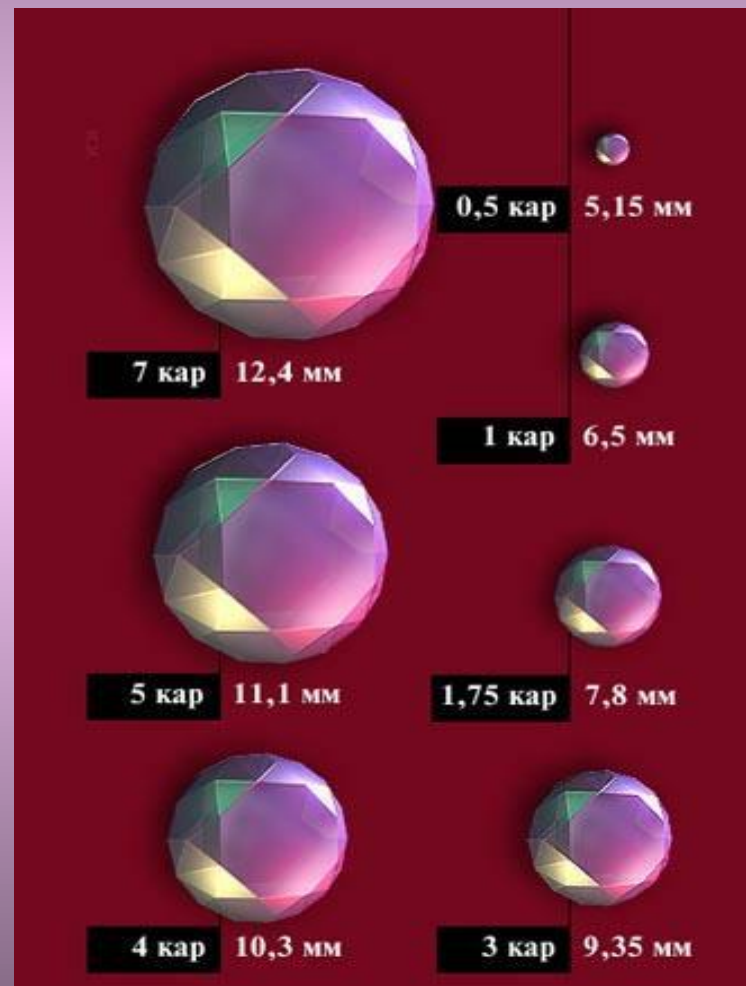 0,5 кар 5,15 мм
7 кар 12,4 мм
1 кар 6,5 мм
5 кар 11,1 мм
1,75 кар 7,8 мм
4 кар 10,3 мм
3 кар 9,35 мм